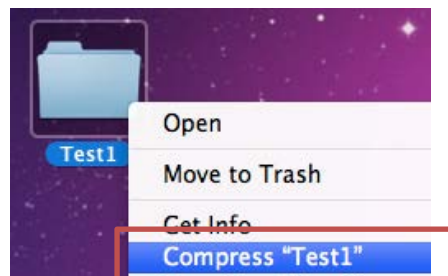 Test1
Open
Move to Trash
Get Info
Compress “Test1”